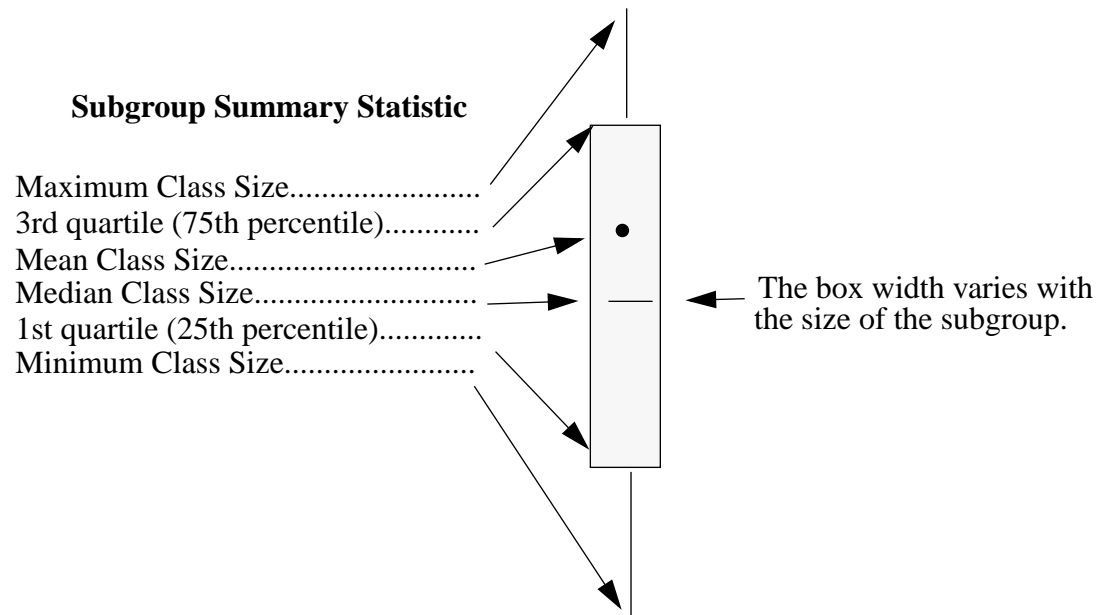 Subgroup Summary Statistic
Maximum Class Size.........................
3rd quartile (75th percentile)............
Mean Class Size................................
Median Class Size.............................
1st quartile (25th percentile).............
Minimum Class Size........................
The box width varies with
the size of the subgroup.